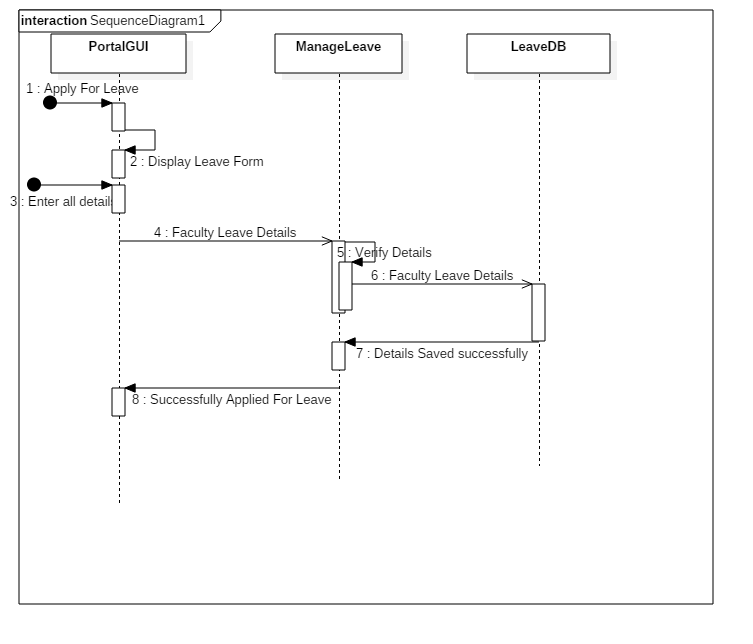 interaction SequenceDiagram1
PortalGUI
ManageLeave
LeaveDB
1 : Apply For Leave
2 : Display Leave Form
3 : Enter all detail
4 : Faculty Leave Details
5 : Verify Details
6 : Faculty Leave Details
7 : Details Saved successfully
8 : Successfully Applied For Leave